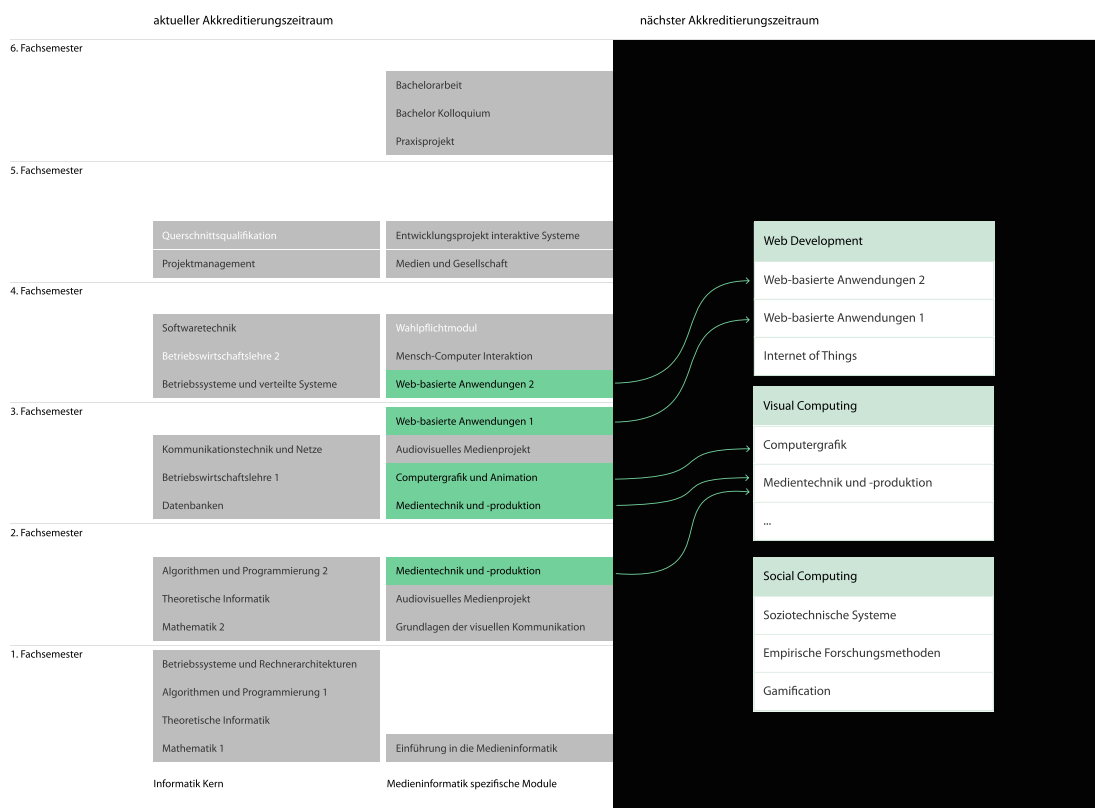 aktueller Akkreditierungszeitraum
nächster Akkreditierungszeitraum
6. Fachsemester
Bachelorarbeit
Bachelor Kolloquium
Praxisprojekt
5. Fachsemester
Querschnittsqualifikation
Projektmanagement
Entwicklungsprojekt interaktive Systeme
Medien und Gesellschaft
4. Fachsemester
Softwaretechnik
Betriebswirtschaftslehre 2
Betriebssysteme und verteilte Systeme
Wahlpflichtmodul
Mensch-Computer Interaktion
Web-basierte Anwendungen 2
3. Fachsemester
Kommunikationstechnik und Netze
Betriebswirtschaftslehre 1
Datenbanken
Web-basierte Anwendungen 1
Audiovisuelles Medienprojekt
Computergrafik und Animation
Medientechnik und -produktion
2. Fachsemester
Algorithmen und Programmierung 2
Theoretische Informatik
Mathematik 2
Medientechnik und -produktion
Audiovisuelles Medienprojekt
Grundlagen der visuellen Kommunikation
1. Fachsemester
Betriebssysteme und Rechnerarchitekturen
Algorithmen und Programmierung 1
Theoretische Informatik
Mathematik 1
Einführung in die Medieninformatik
Informatik Kern
Medieninformatik spezifische Module
Web Development
Web-basierte Anwendungen 2
Web-basierte Anwendungen 1
Internet of Things
Visual Computing
Computergrafik
Medientechnik und -produktion
...
Social Computing
Soziotechnische Systeme
Empirische Forschungsmethoden
Gamification